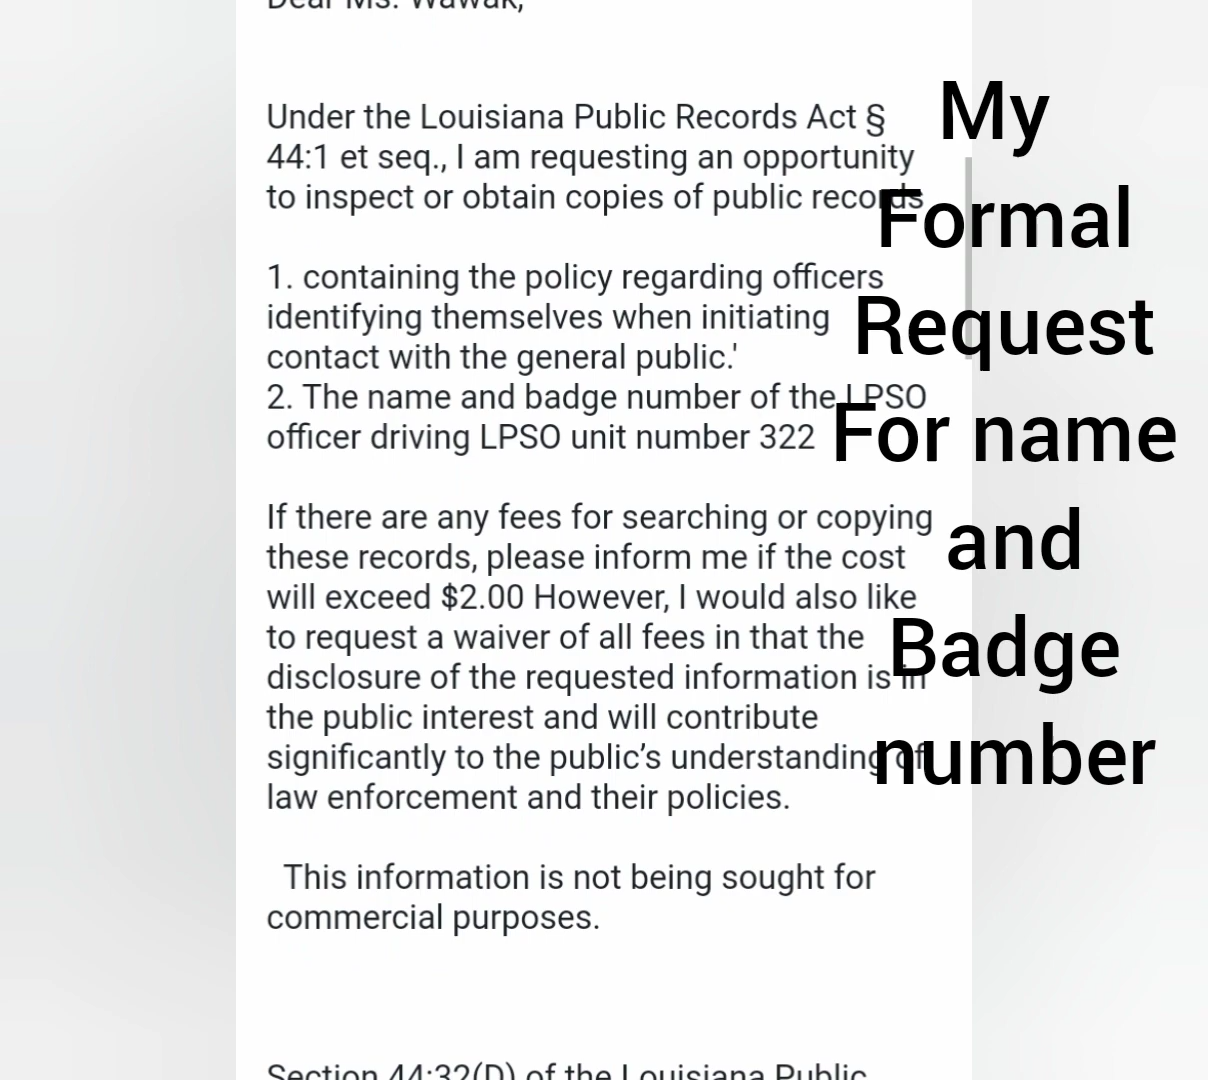 Dear Ms. Wawak,
Under the Louisiana Public Records Act §
44:1 et seq., I am requesting an opportunity
to inspect or obtain copies of public records
1. containing the policy regarding officers
identifying themselves when initiating
contact with the general public.'
2. The name and badge number of the LPSO
officer driving LPSO unit number 322
If there are any fees for searching or copying
these records, please inform me if the cost
will exceed $2.00 However, I would also like
to request a waiver of all fees in that the
disclosure of the requested information is in
the public interest and will contribute
significantly to the public’s understanding of
law enforcement and their policies.
This information is not being sought for
commercial purposes.
Section 44:32(D) of the Louisiana Public
My
Formal
Request
For name
and
Badge
number